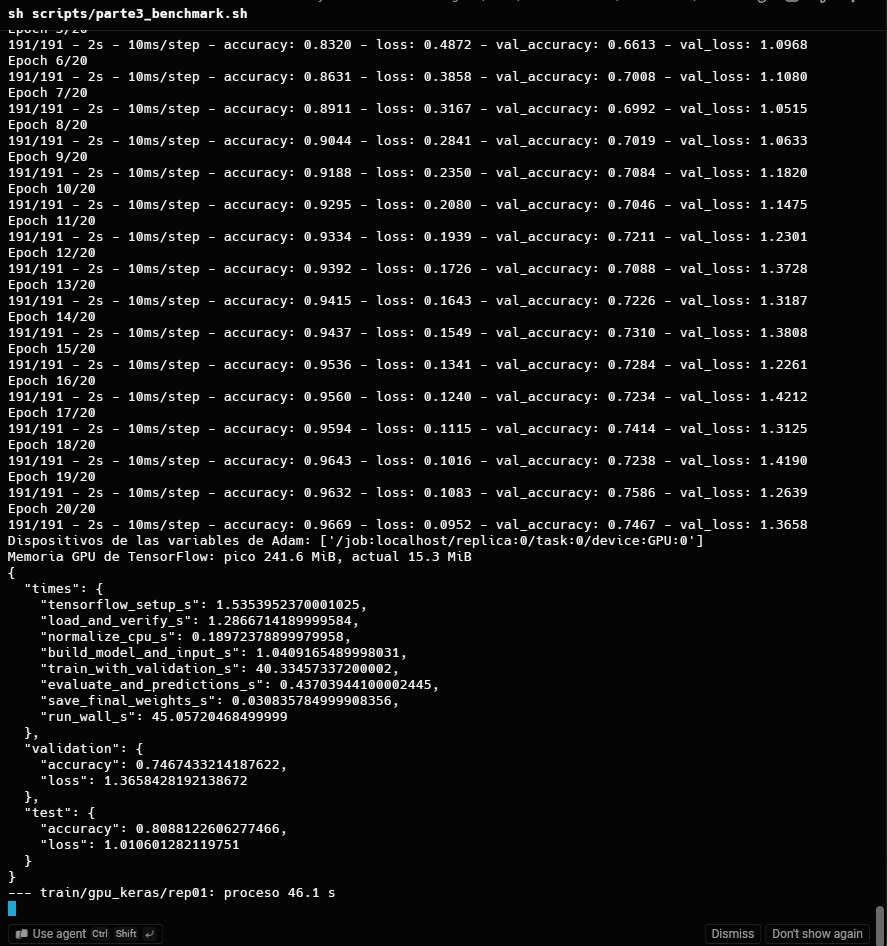 sh scripts/parte3_benchmark.sh
Epoch 5/20
191/191 - 2s - 10ms/step - accuracy: 0.8320 - loss: 0.4872 - val_accuracy: 0.6613 - val_loss: 1.0968
Epoch 6/20
191/191 - 2s - 10ms/step - accuracy: 0.8631 - loss: 0.3858 - val_accuracy: 0.7008 - val_loss: 1.1080
Epoch 7/20
191/191 - 2s - 10ms/step - accuracy: 0.8911 - loss: 0.3167 - val_accuracy: 0.6992 - val_loss: 1.0515
Epoch 8/20
191/191 - 2s - 10ms/step - accuracy: 0.9044 - loss: 0.2841 - val_accuracy: 0.7019 - val_loss: 1.0633
Epoch 9/20
191/191 - 2s - 10ms/step - accuracy: 0.9188 - loss: 0.2350 - val_accuracy: 0.7084 - val_loss: 1.1820
Epoch 10/20
191/191 - 2s - 10ms/step - accuracy: 0.9295 - loss: 0.2080 - val_accuracy: 0.7046 - val_loss: 1.1475
Epoch 11/20
191/191 - 2s - 10ms/step - accuracy: 0.9334 - loss: 0.1939 - val_accuracy: 0.7211 - val_loss: 1.2301
Epoch 12/20
191/191 - 2s - 10ms/step - accuracy: 0.9392 - loss: 0.1726 - val_accuracy: 0.7088 - val_loss: 1.3728
Epoch 13/20
191/191 - 2s - 10ms/step - accuracy: 0.9415 - loss: 0.1643 - val_accuracy: 0.7226 - val_loss: 1.3187
Epoch 14/20
191/191 - 2s - 10ms/step - accuracy: 0.9437 - loss: 0.1549 - val_accuracy: 0.7310 - val_loss: 1.3808
Epoch 15/20
191/191 - 2s - 10ms/step - accuracy: 0.9536 - loss: 0.1341 - val_accuracy: 0.7284 - val_loss: 1.2261
Epoch 16/20
191/191 - 2s - 10ms/step - accuracy: 0.9560 - loss: 0.1240 - val_accuracy: 0.7234 - val_loss: 1.4212
Epoch 17/20
191/191 - 2s - 10ms/step - accuracy: 0.9594 - loss: 0.1115 - val_accuracy: 0.7414 - val_loss: 1.3125
Epoch 18/20
191/191 - 2s - 10ms/step - accuracy: 0.9643 - loss: 0.1016 - val_accuracy: 0.7238 - val_loss: 1.4190
Epoch 19/20
191/191 - 2s - 10ms/step - accuracy: 0.9632 - loss: 0.1083 - val_accuracy: 0.7586 - val_loss: 1.2639
Epoch 20/20
191/191 - 2s - 10ms/step - accuracy: 0.9669 - loss: 0.0952 - val_accuracy: 0.7467 - val_loss: 1.3658
Dispositivos de las variables de Adam: ['/job:localhost/replica:0/task:0/device:GPU:0']
Memoria GPU de TensorFlow: pico 241.6 MiB, actual 15.3 MiB
{
  "times": {
    "tensorflow_setup_s": 1.5353952370001025,
    "load_and_verify_s": 1.2866714189999584,
    "normalize_cpu_s": 0.18972378899979958,
    "build_model_and_input_s": 1.0409165489998031,
    "train_with_validation_s": 40.33457337200002,
    "evaluate_and_predictions_s": 0.43703944100002445,
    "save_final_weights_s": 0.030835784999908356,
    "run_wall_s": 45.05720468499999
  },
  "validation": {
    "accuracy": 0.7467433214187622,
    "loss": 1.3658428192138672
  },
  "test": {
    "accuracy": 0.8088122606277466,
    "loss": 1.010601282119751
  }
}
--- train/gpu_keras/rep01: proceso 46.1 s
Use agent Ctrl Shift ↵ Dismiss Don't show again